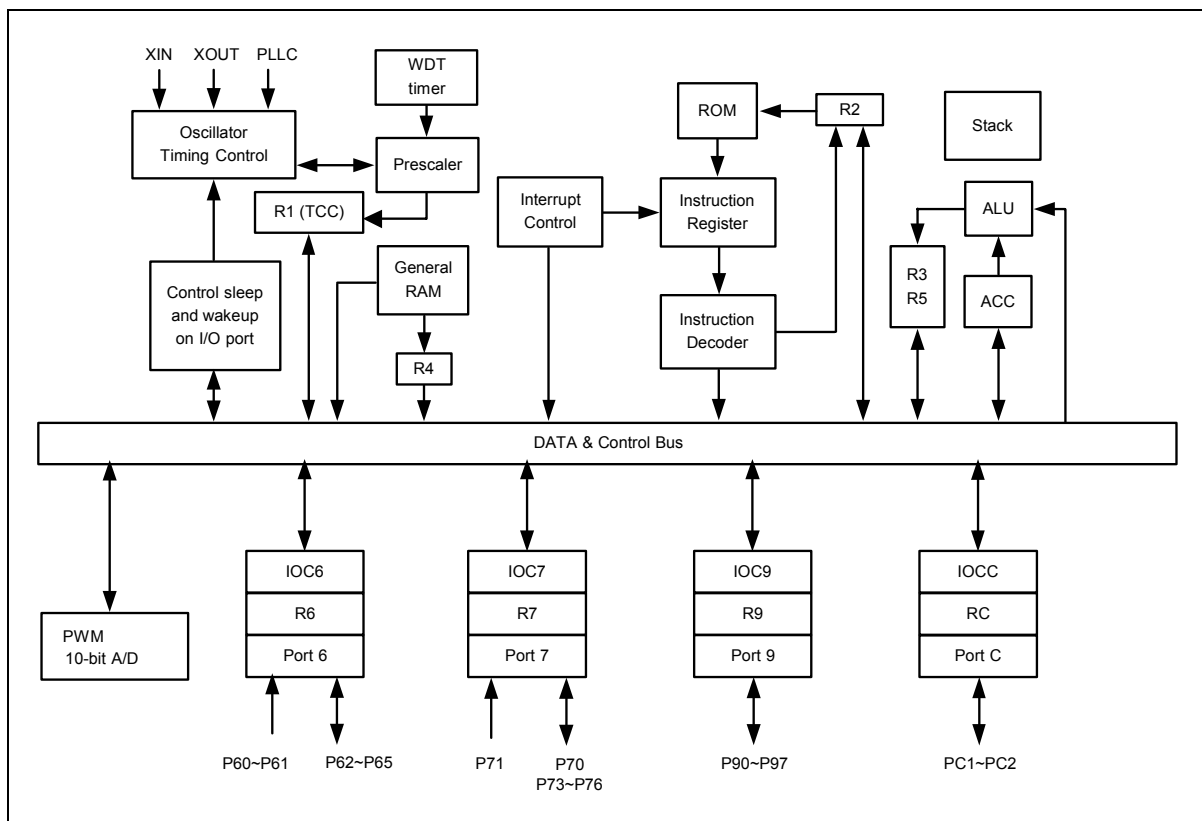 XIN
XOUT
PLLC
WDT
timer
Oscillator
Timing Control
Prescaler
ROM
R2
Stack
R1 (TCC)
Interrupt
Control
Instruction
Register
ALU
General
RAM
R3
R5
ACC
Control sleep
and wakeup
on I/O port
Instruction
Decoder
R4
DATA & Control Bus
PWM
10-bit A/D
IOC6
R6
Port 6
IOC7
R7
Port 7
IOC9
R9
Port 9
IOCC
RC
Port C
P60~P61
P62~P65
P71
P70
P73~P76
P90~P97
PC1~PC2